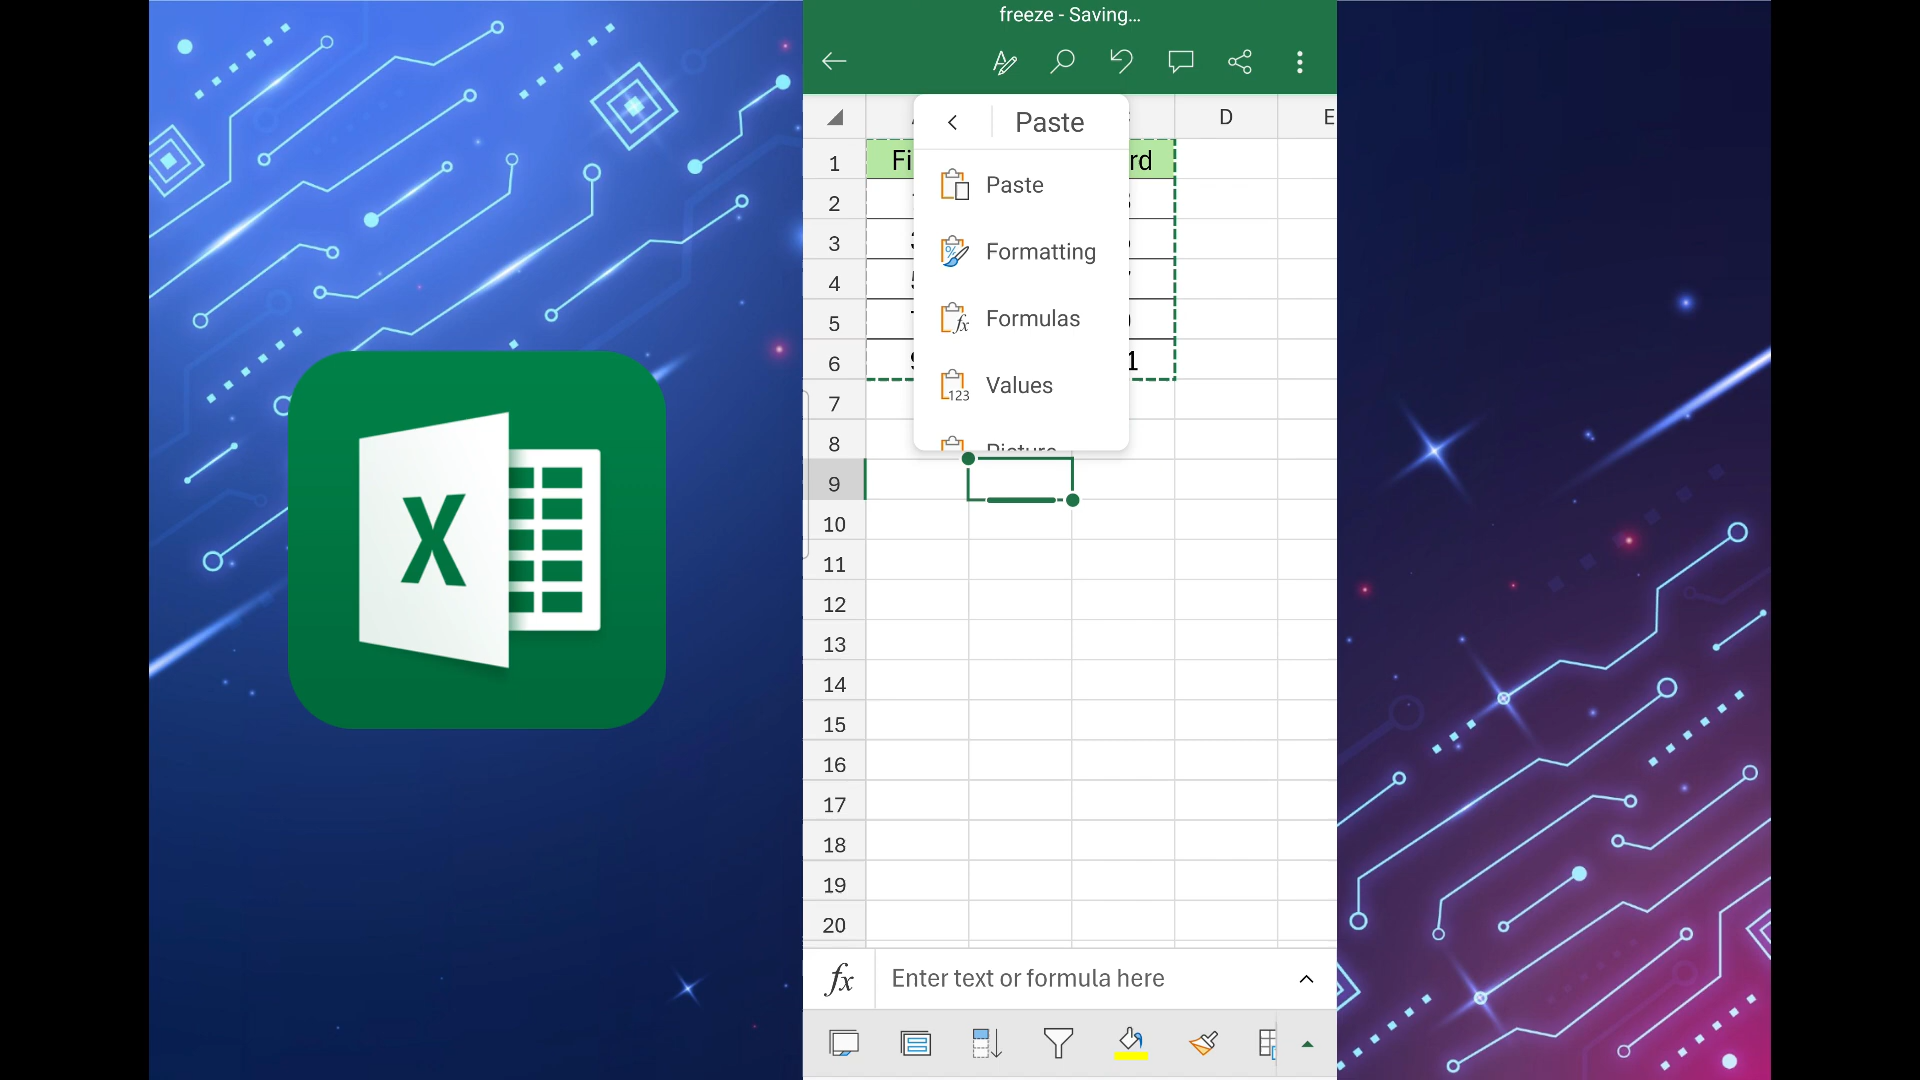 freeze - Saving...
Paste
D
E
1
rd
2
Paste
3
Formatting
4
5
Formulas
6
1
Values
7
8
9
10
11
12
13
14
15
16
17
18
19
20
fx
Enter text or formula here
X